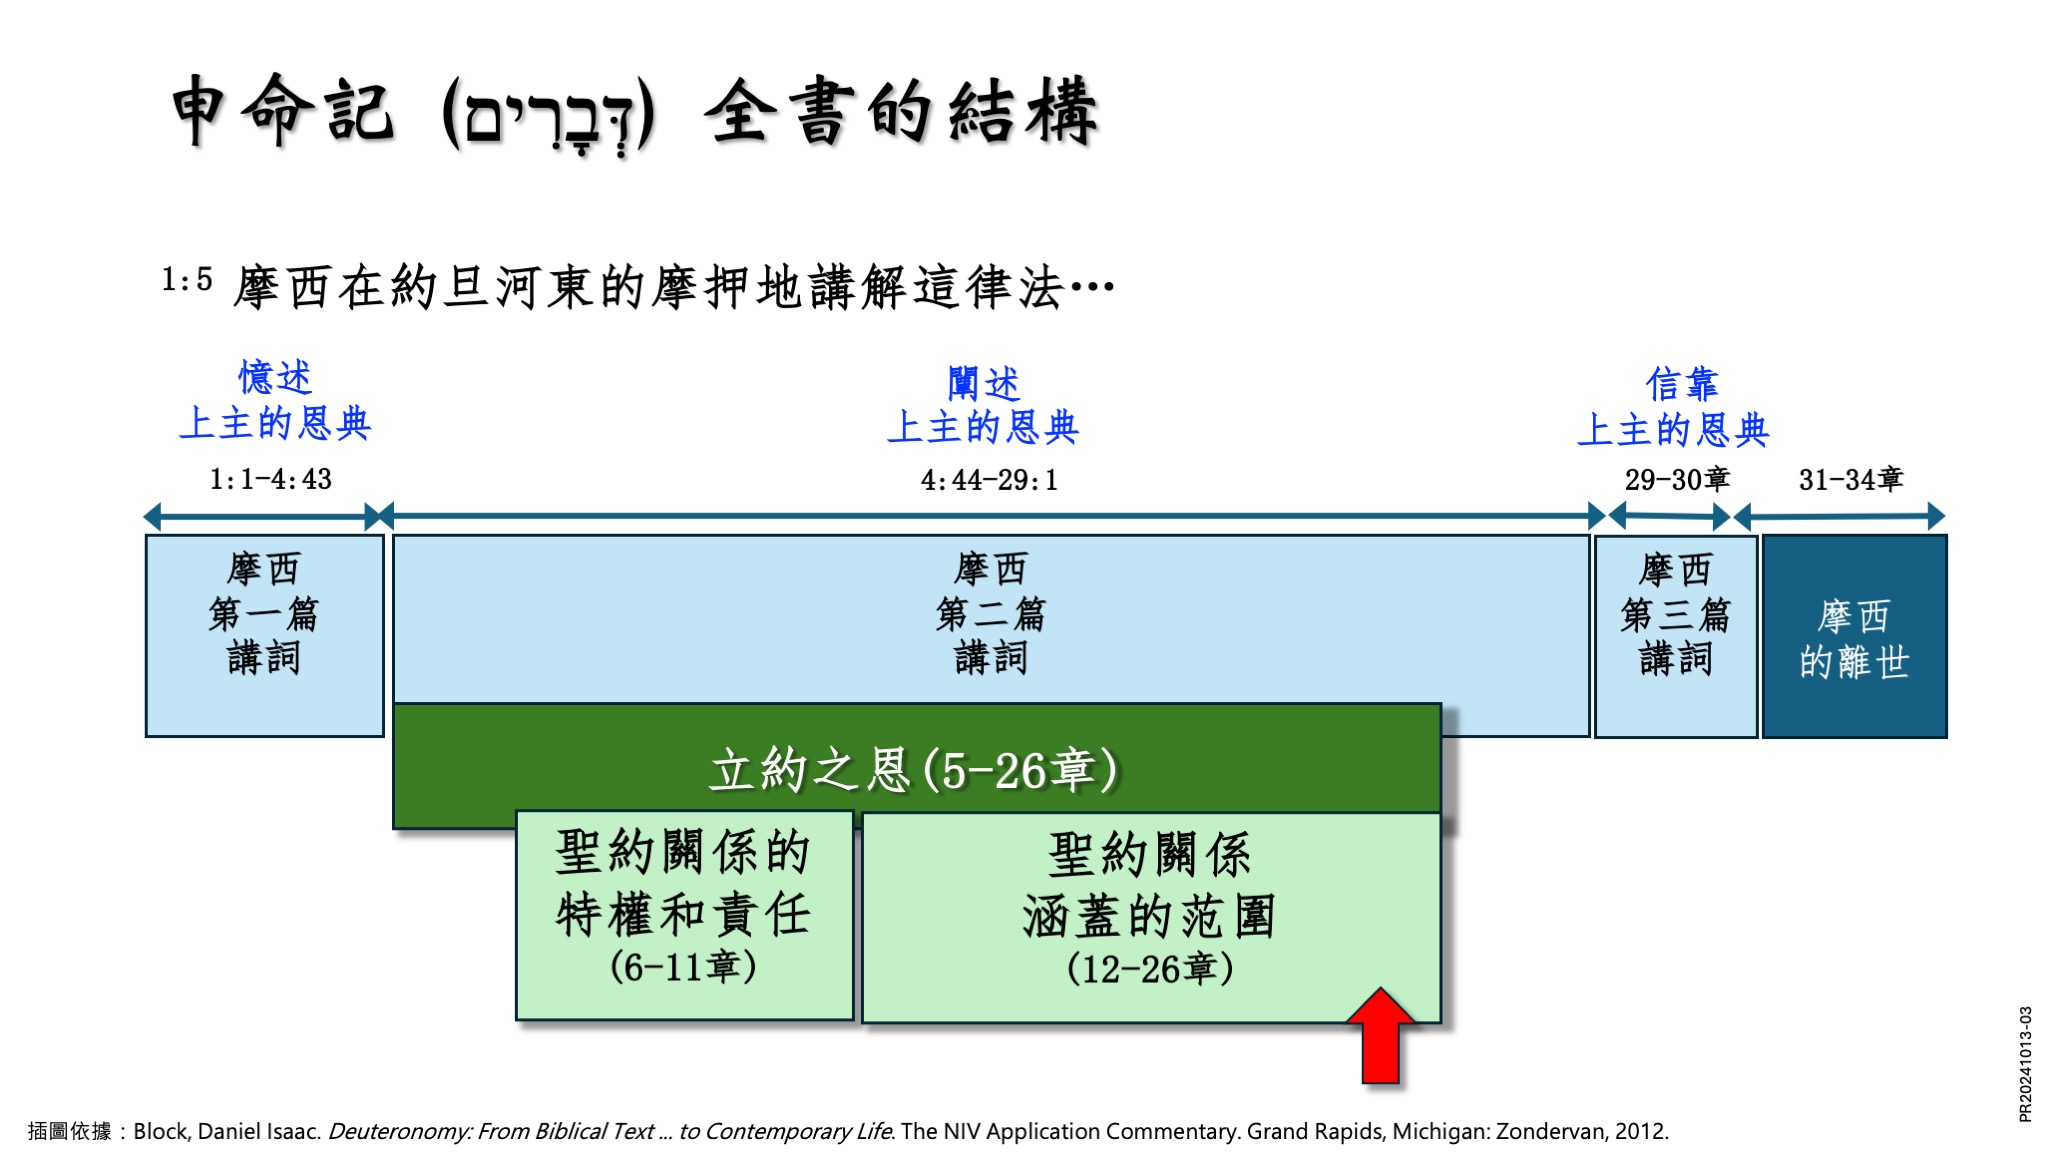 申命記 (דְּבָרִים) 全書的結構
1:5 摩西在約旦河東的摩押地講解這律法…
憶述
上主的恩典
1:1-4:43
闡述
上主的恩典
4:44-29:1
信靠
上主的恩典
29-30章
31-34章
摩西
第一篇
講詞
摩西
第二篇
講詞
摩西
第三篇
講詞
摩西
的離世
立約之恩(5-26章)
聖約關係的
特權和責任
(6-11章)
聖約關係
涵蓋的范圍
(12-26章)
PR20241013-03
插圖依據：Block, Daniel Isaac. Deuteronomy: From Biblical Text ... to Contemporary Life. The NIV Application Commentary. Grand Rapids, Michigan: Zondervan, 2012.